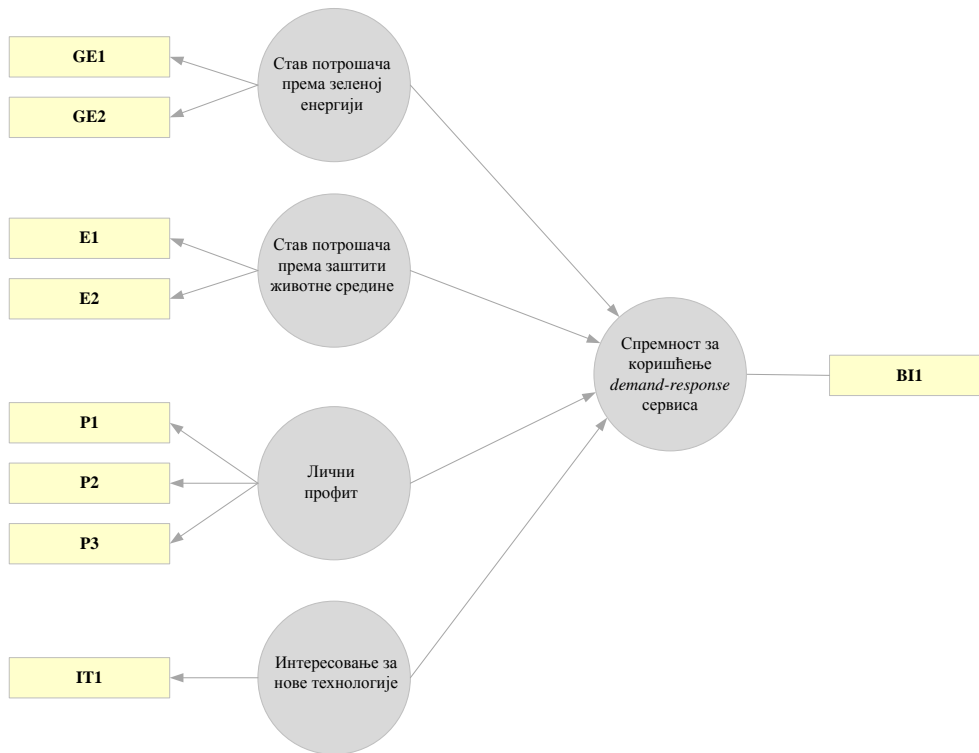 GE1
GE2
Став потрошача
према зеленој
енергији
E1
E2
Став потрошача
према заштити
животне средине
P1
P2
P3
Лични
профит
IT1
Интересовање за
нове технологије
Спремност за
коришћење
demand-response
сервиса
BI1